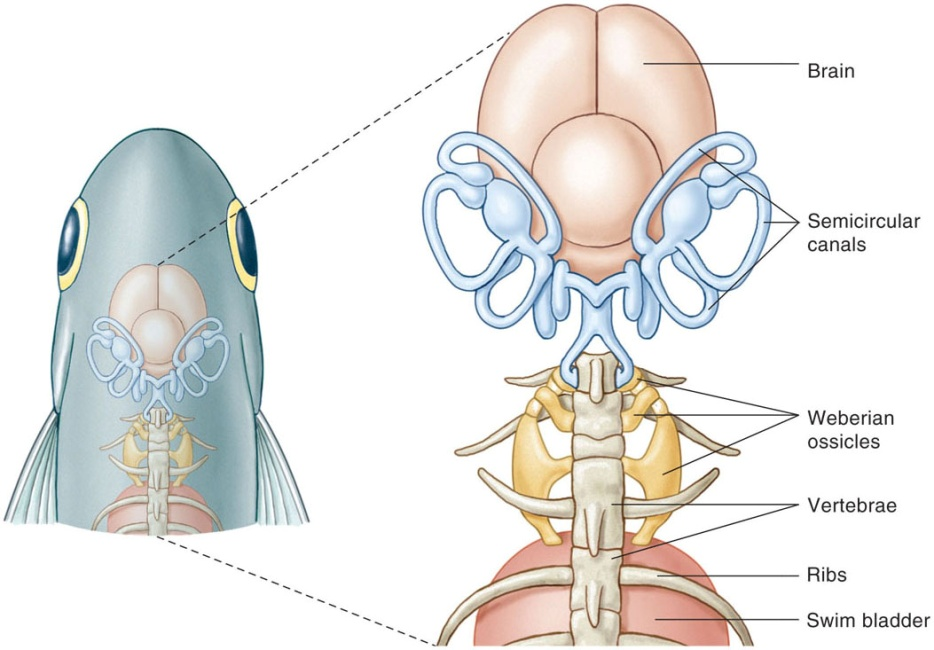 Brain
Semicircular
canals
Weberian
ossicles
Vertebrae
Ribs
Swim bladder